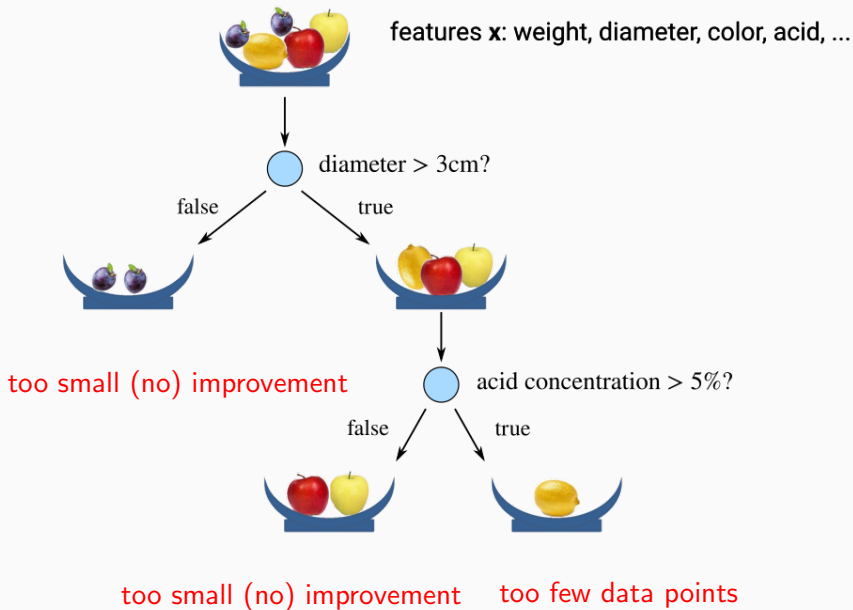 features x: weight, diameter, color, acid, ...
diameter > 3cm?
false
true
too small (no) improvement
acid concentration > 5%?
false
true
too small (no) improvement
too few data points